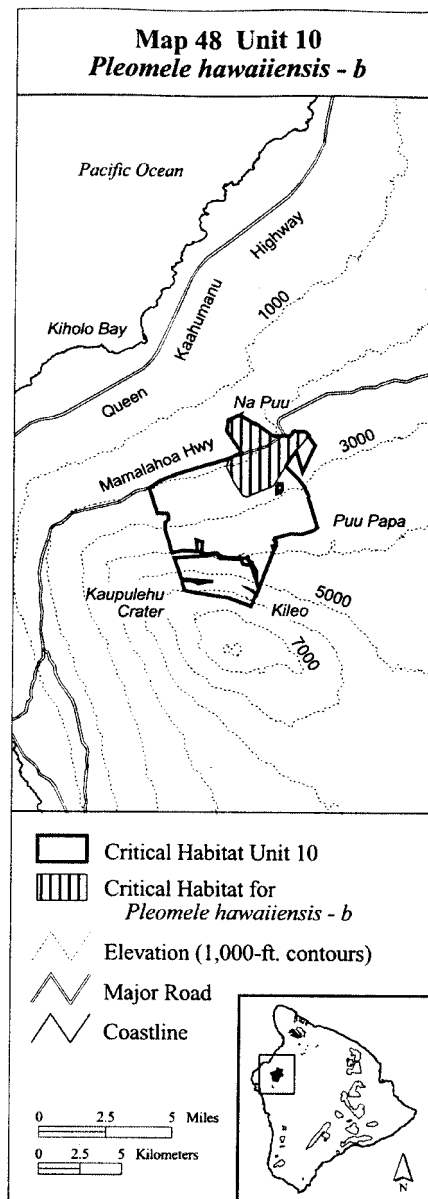 Map 48 Unit 10
Pleomele hawaiiensis - b
Pacific Ocean
Highway
Kaahumanu
1000
Kiholo Bay
Queen
Na Puu
Mamalahoa Hwy
3000
Puu Papa
Kaupulehu
Crater
5000
Kileo
7000
Critical Habitat Unit 10
Critical Habitat for
Pleomele hawaiiensis - b
Elevation (1,000-ft. contours)
Major Road
Coastline
0 2.5 5 Miles
0 2.5 5 Kilometers
N